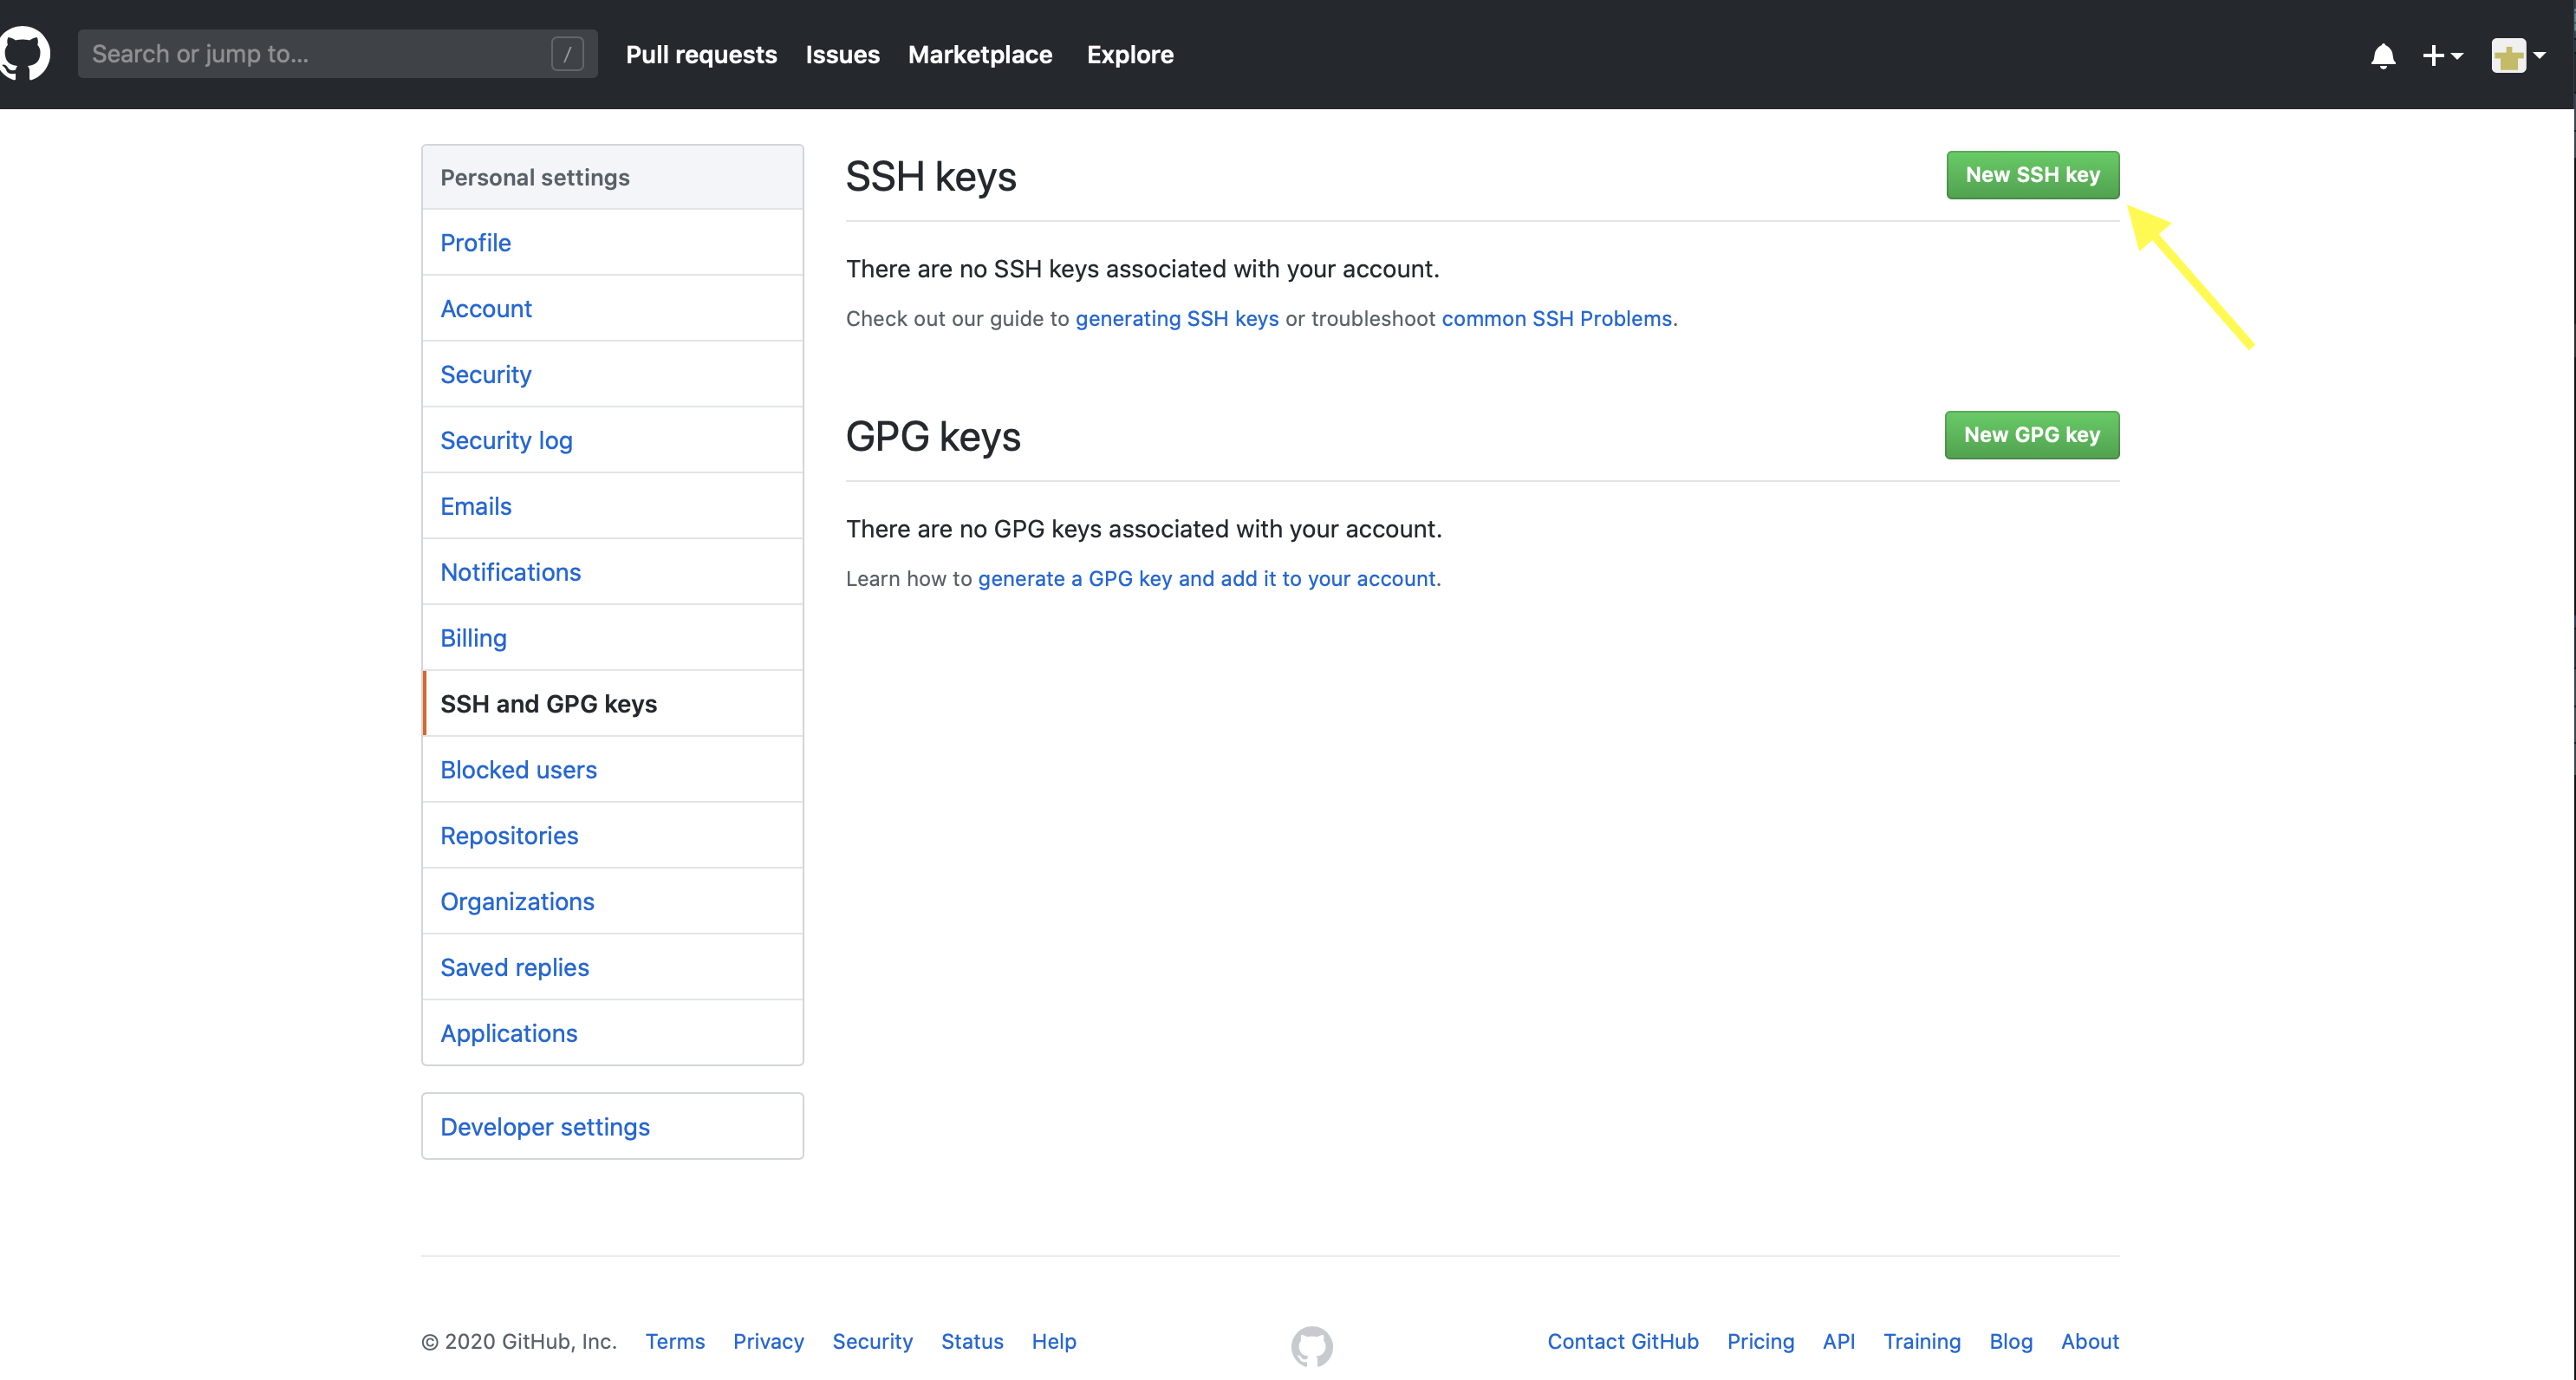 Search or jump to... /
Pull requests Issues Marketplace Explore
Personal settings
Profile
Account
Security
Security log
Emails
Notifications
Billing
SSH and GPG keys
Blocked users
Repositories
Organizations
Saved replies
Applications
Developer settings
SSH keys
New SSH key
There are no SSH keys associated with your account.
Check out our guide to generating SSH keys or troubleshoot common SSH Problems.
GPG keys
New GPG key
There are no GPG keys associated with your account.
Learn how to generate a GPG key and add it to your account.
© 2020 GitHub, Inc. Terms Privacy Security Status Help
Contact GitHub Pricing API Training Blog About